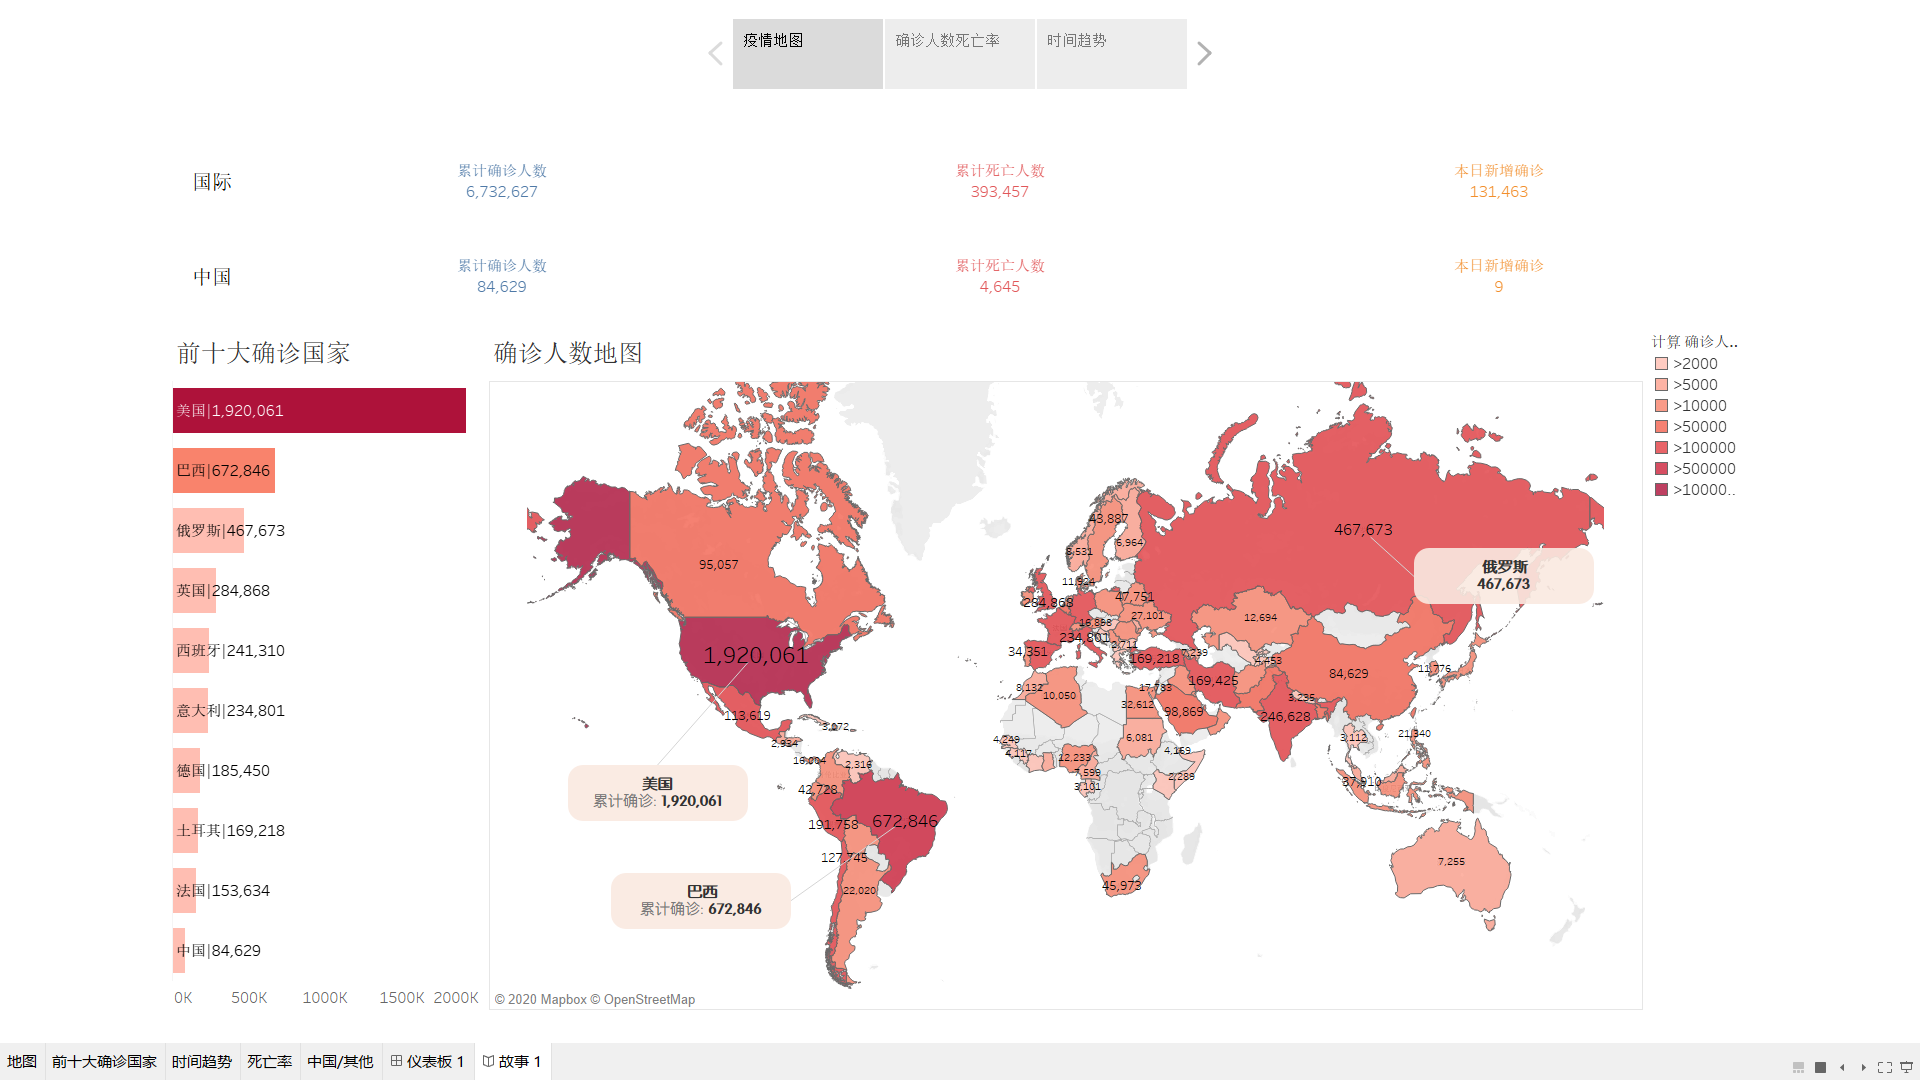 疫情地图
确诊人数死亡率
时间趋势
国际
累计确诊人数
6,732,627
累计死亡人数
393,457
本日新增确诊
131,463
中国
累计确诊人数
84,629
累计死亡人数
4,645
本日新增确诊
9
前十大确诊国家
美国|1,920,061
巴西|672,846
俄罗斯|467,673
英国|284,868
西班牙|241,310
意大利|234,801
德国|185,450
土耳其|169,218
法国|153,634
中国|84,629
0K 500K 1000K 1500K 2000K
确诊人数地图
467,673
俄罗斯
467,673
43,887
6,964
8,531
11,924
95,057
284,868
47,751
27,101
12,694
16,898
234,801
2,711
1,920,061
34,351
169,218
7,239
4,453
11,776
84,629
169,425
8,132
10,050
17,783
3,235
32,612
98,869
246,628
113,619
3,072
2,934
4,249
4,117
6,081
4,169
3,112
21,340
12,233
2,316
7,599
2,289
3,101
37,910
美国
累计确诊: 1,920,061
42,728
191,758
672,846
127,745
7,255
22,020
45,973
巴西
累计确诊: 672,846
© 2020 Mapbox © OpenStreetMap
计算 确诊人..
>2000
>5000
>10000
>50000
>100000
>500000
>10000..
地图
前十大确诊国家
时间趋势
死亡率
中国/其他
仪表板 1
故事 1